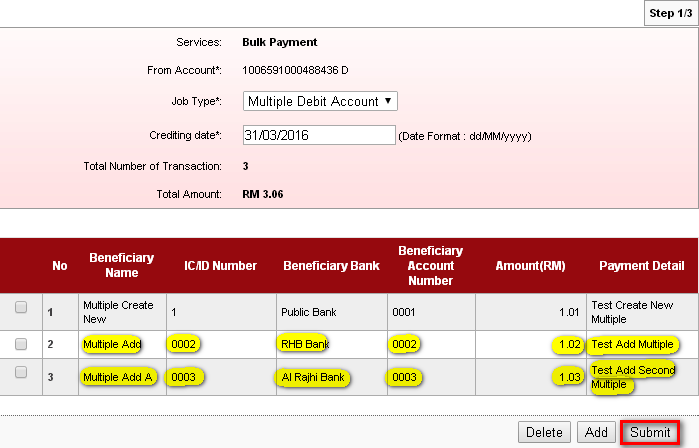 Step 1/3
Services: Bulk Payment
From Account*: 1006591000488436 D
Job Type*: Multiple Debit Account
Crediting date*: 31/03/2016 (Date Format : dd/MM/yyyy)
Total Number of Transaction: 3
Total Amount: RM 3.06
No Beneficiary Name IC/ID Number Beneficiary Bank Beneficiary Account Number Amount(RM) Payment Detail
1 Multiple Create New 1 Public Bank 0001 1.01 Test Create New Multiple
2 Multiple Add 0002 RHB Bank 0002 1.02 Test Add Multiple
3 Multiple Add A 0003 Al Rajhi Bank 0003 1.03 Test Add Second Multiple
Delete Add Submit